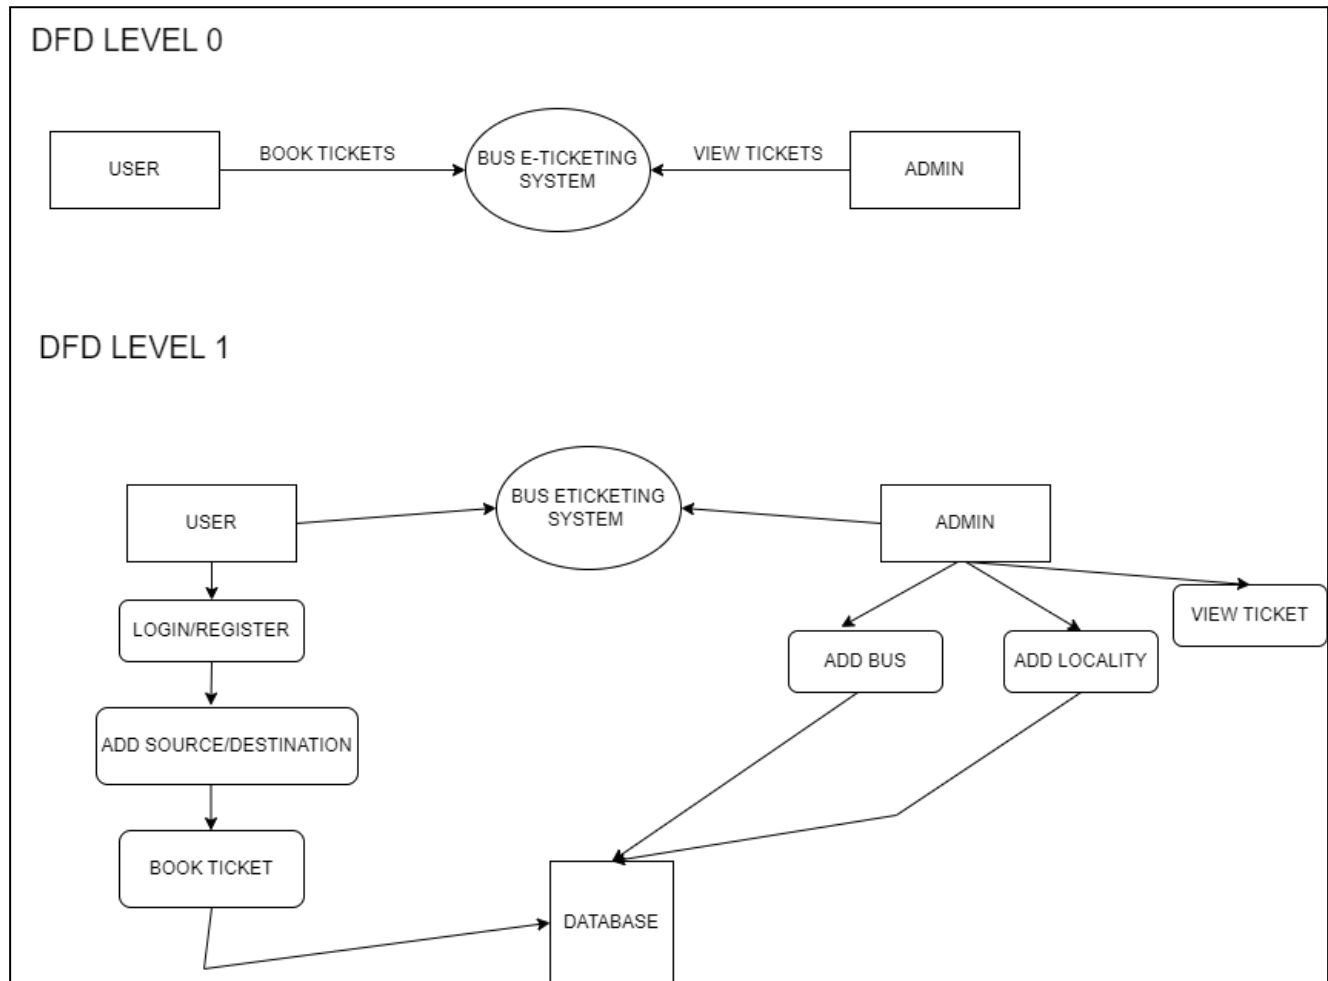 DFD LEVEL 0
USER
BOOK TICKETS
BUS E-TICKETING
SYSTEM
VIEW TICKETS
ADMIN
DFD LEVEL 1
USER
BUS ETICKETING
SYSTEM
ADMIN
LOGIN/REGISTER
VIEW TICKET
ADD BUS
ADD LOCALITY
ADD SOURCE/DESTINATION
BOOK TICKET
DATABASE